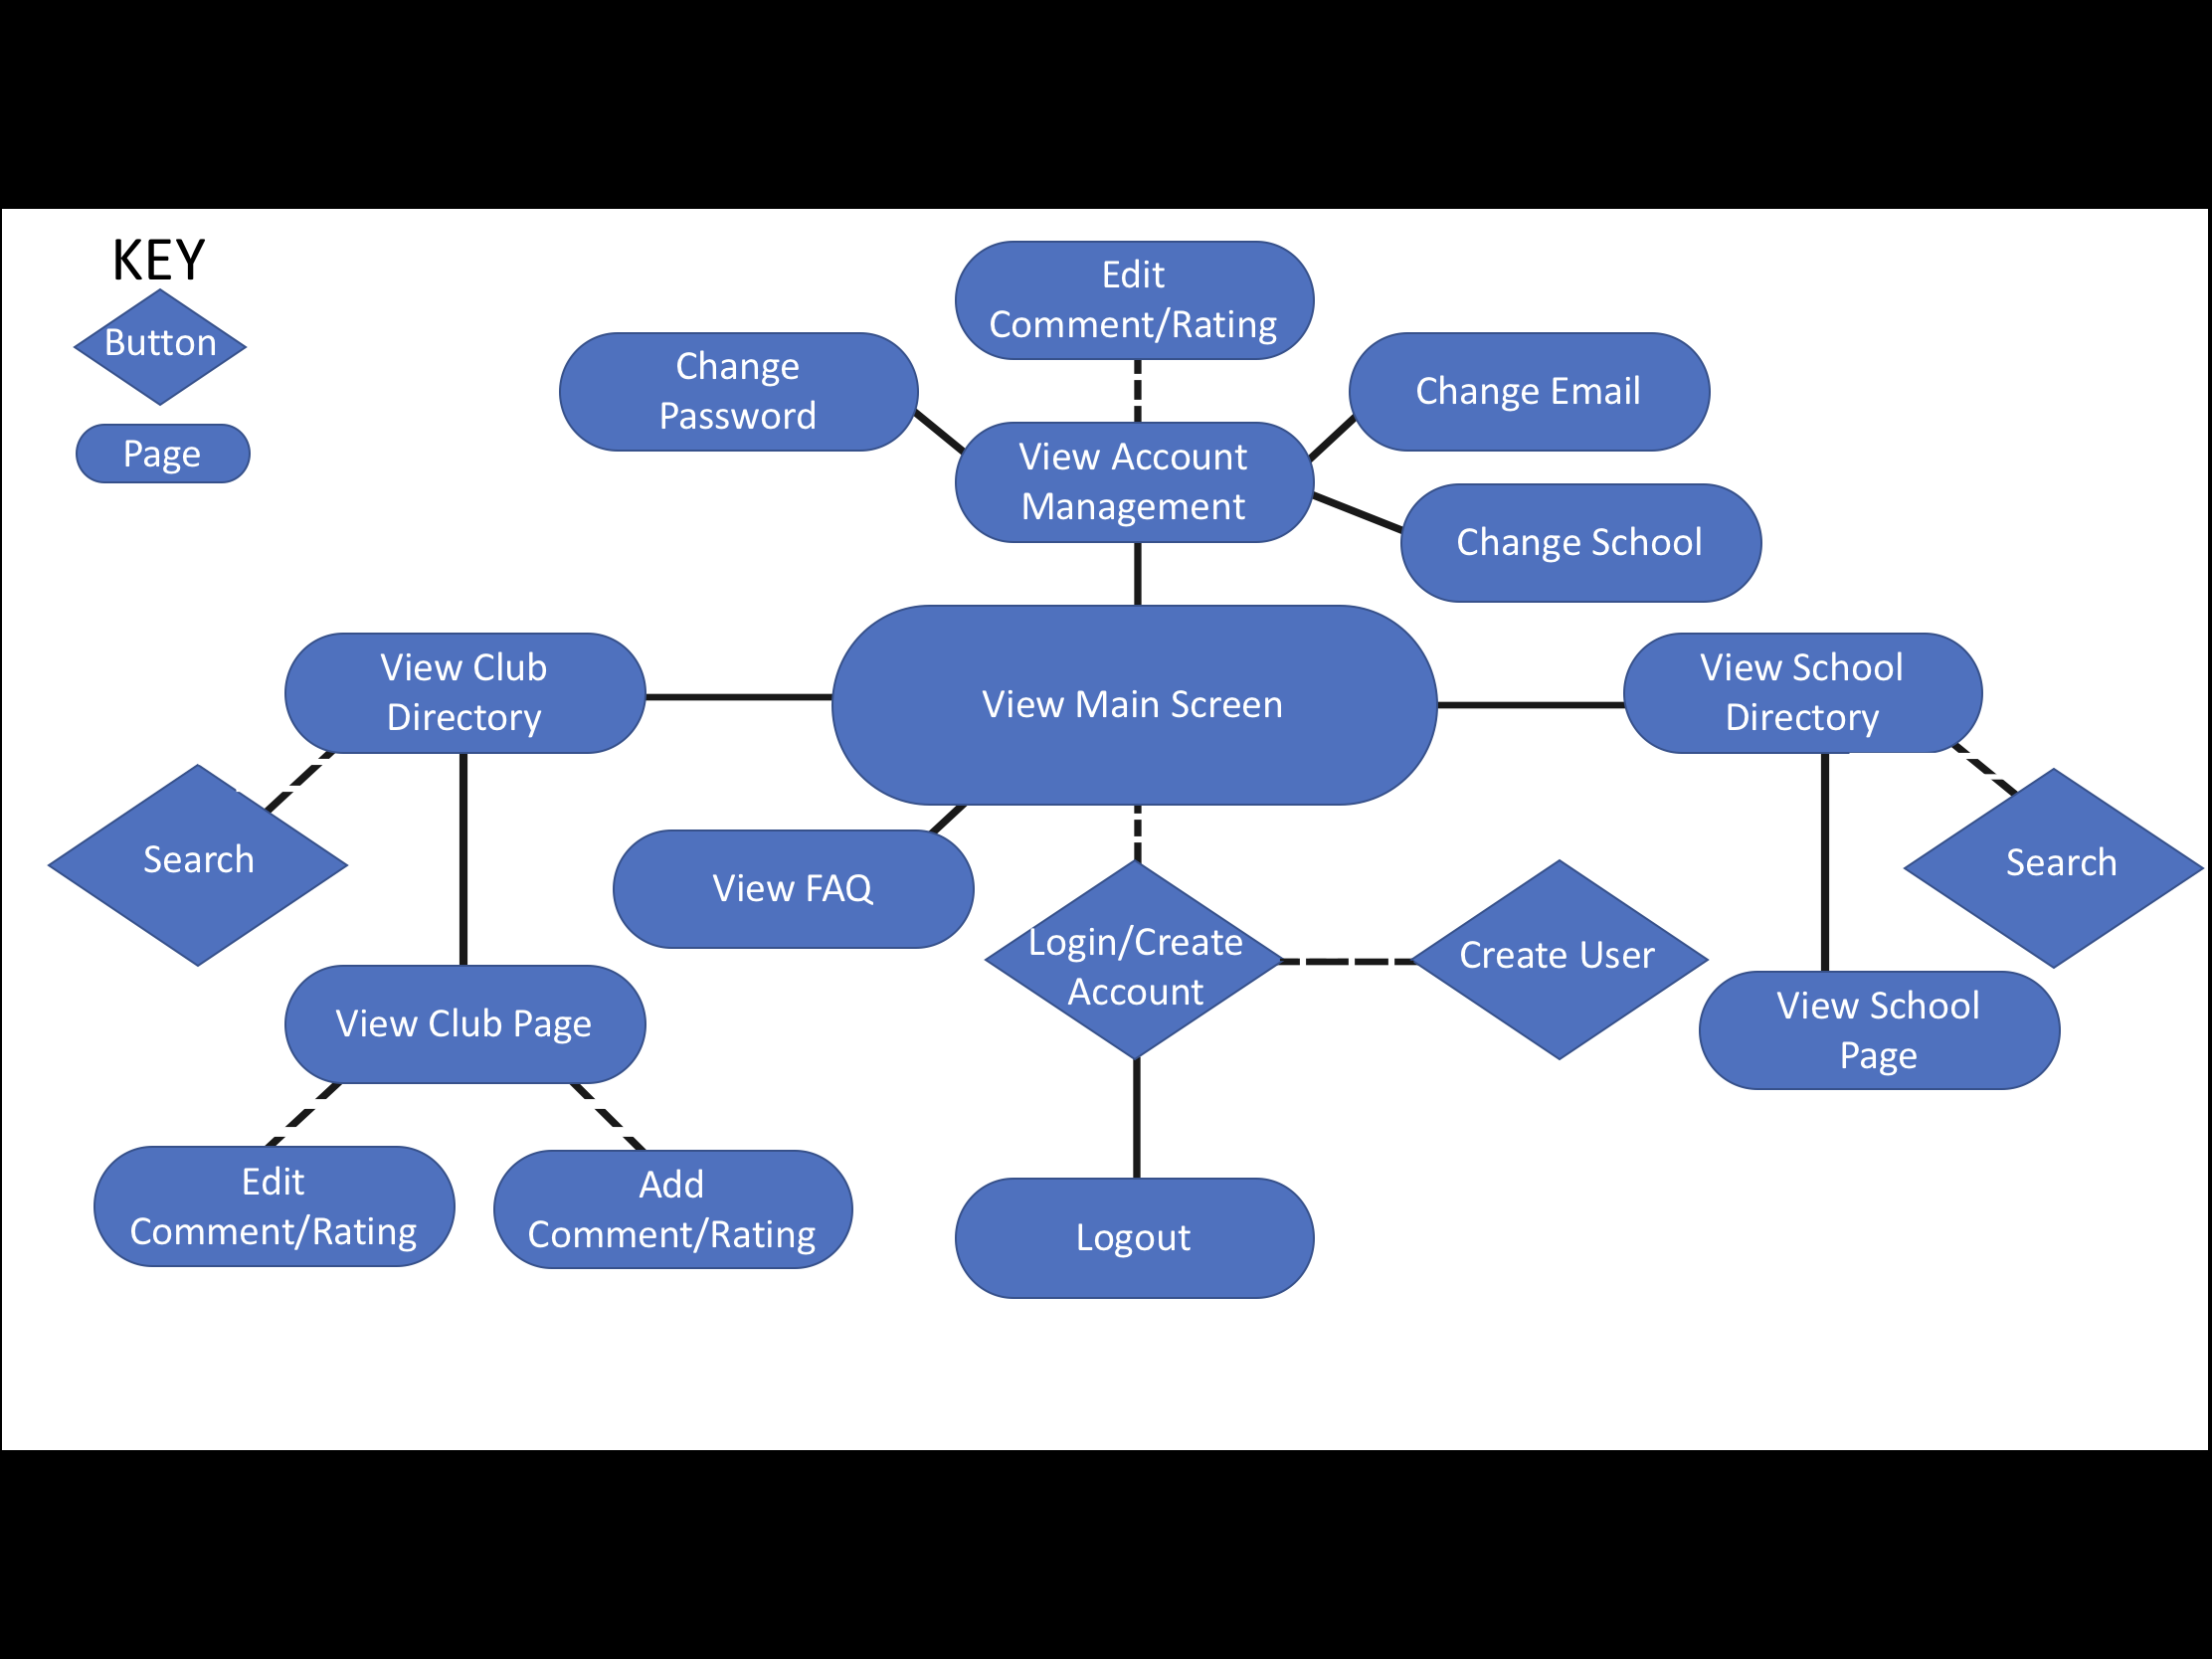 KEY
Button
Page
Edit
Comment/Rating
Change
Password
Change Email
View Account
Management
Change School
View Club
Directory
View Main Screen
View School
Directory
Search
View FAQ
Login/Create
Account
Create User
Search
View Club Page
View School
Page
Edit
Comment/Rating
Add
Comment/Rating
Logout